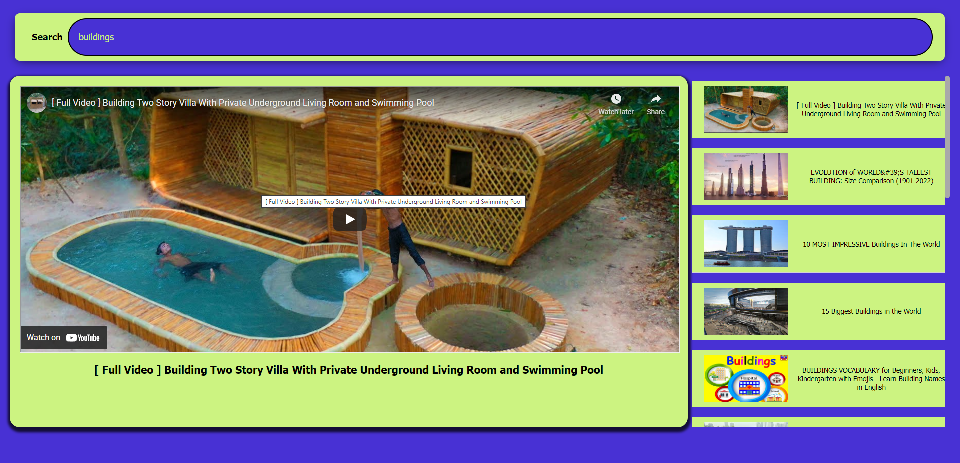 Search
buildings
[ Full Video ] Building Two Story Villa With Private Underground Living Room and Swimming Pool
Watch later
Share
[ Full Video ] Building Two Story Villa With Private Underground Living Room and Swimming Pool
Watch on YouTube
[ Full Video ] Building Two Story Villa With Private Underground Living Room and Swimming Pool
[ Full Video ] Building Two Story Villa With Private
Underground Living Room and Swimming Pool
EVOLUTION of WORLD&#39;S TALLEST
BUILDING: Size Comparison (1901-2022)
10 MOST IMPRESSIVE Buildings In The World
15 Biggest Buildings in the World
Buildings
BUILDINGS VOCABULARY for Beginners, Kids,
Kindergarten with Emojis - Learn Building Names
in English